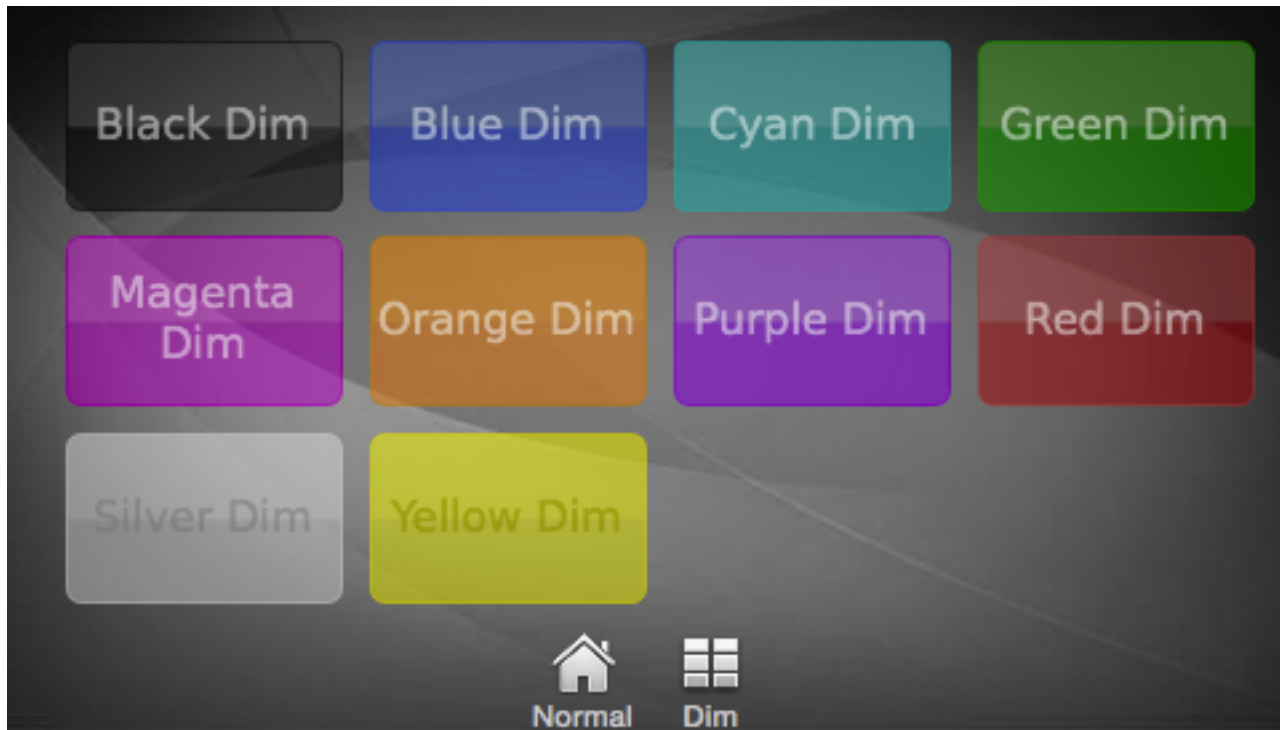 Black Dim
Blue Dim
Cyan Dim
Green Dim
Magenta
Dim
Orange Dim
Purple Dim
Red Dim
Silver Dim
Yellow Dim
Normal
Dim